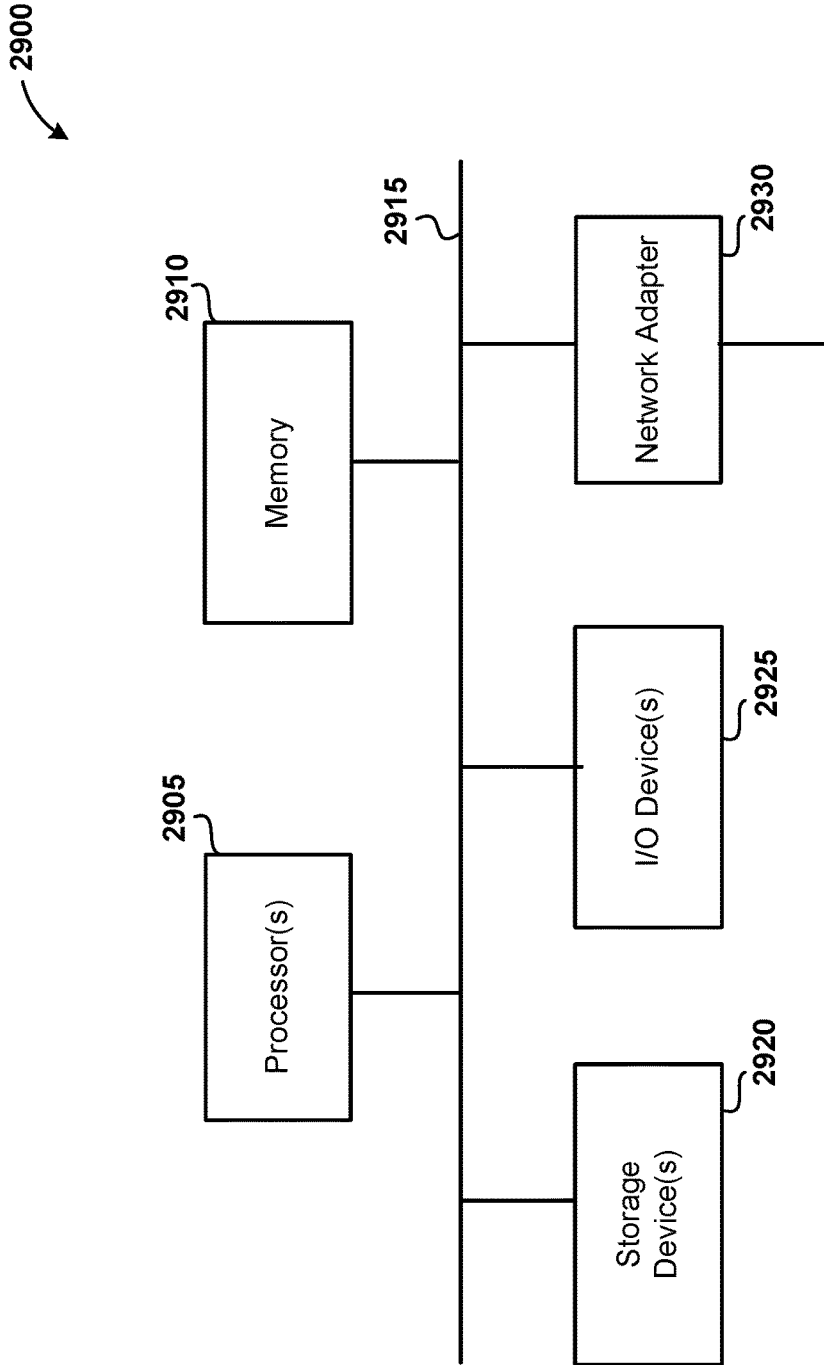 2900
2905
Processor(s)
2910
Memory
2915
Storage
Device(s)
2920
I/O Device(s)
2925
Network Adapter
2930